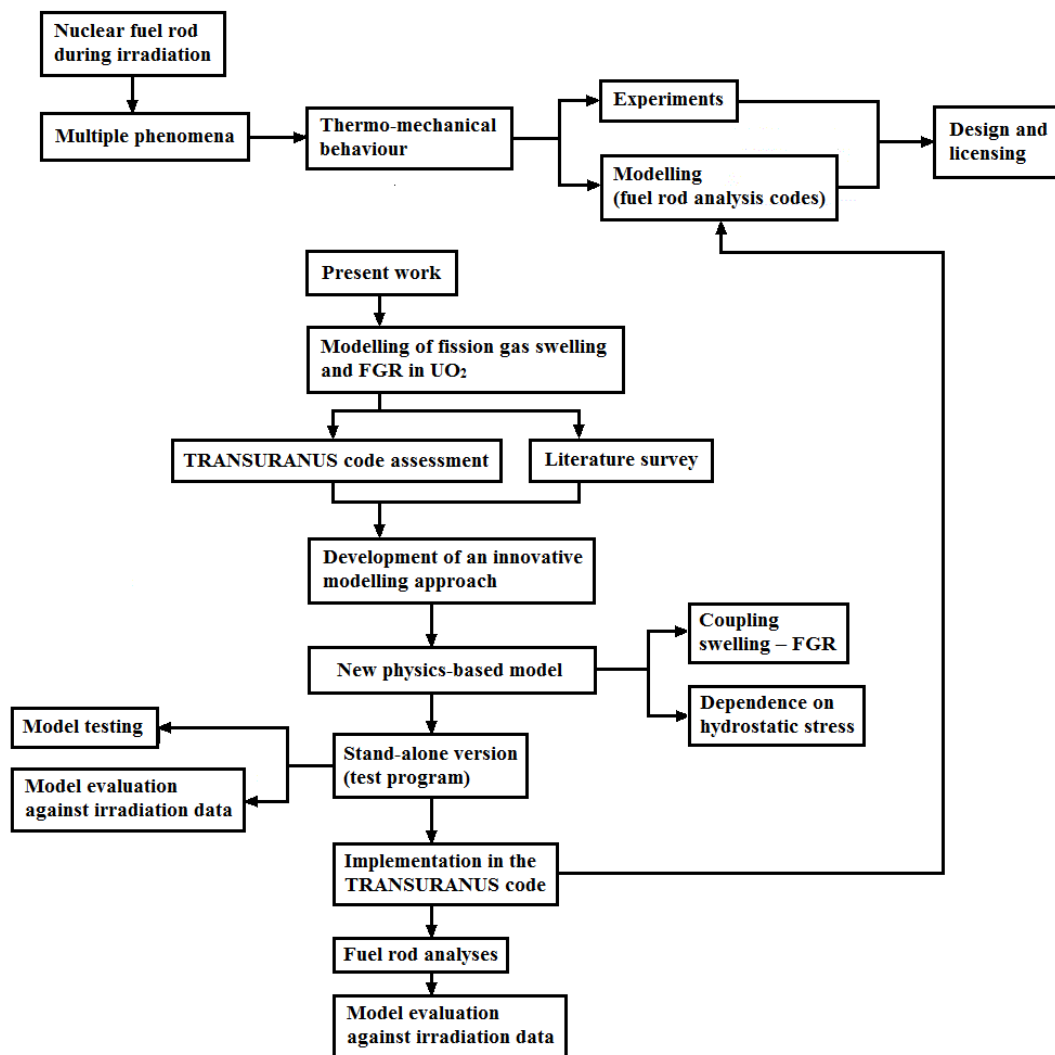 Nuclear fuel rod
during irradiation
Multiple phenomena
Thermo-mechanical
behaviour
Experiments
Modelling
(fuel rod analysis codes)
Design and
licensing
Present work
Modelling of fission gas swelling
and FGR in UO₂
TRANSURANUS code assessment
Literature survey
Development of an innovative
modelling approach
New physics-based model
Coupling
swelling – FGR
Dependence on
hydrostatic stress
Stand-alone version
(test program)
Model testing
Model evaluation
against irradiation data
Implementation in the
TRANSURANUS code
Fuel rod analyses
Model evaluation
against irradiation data